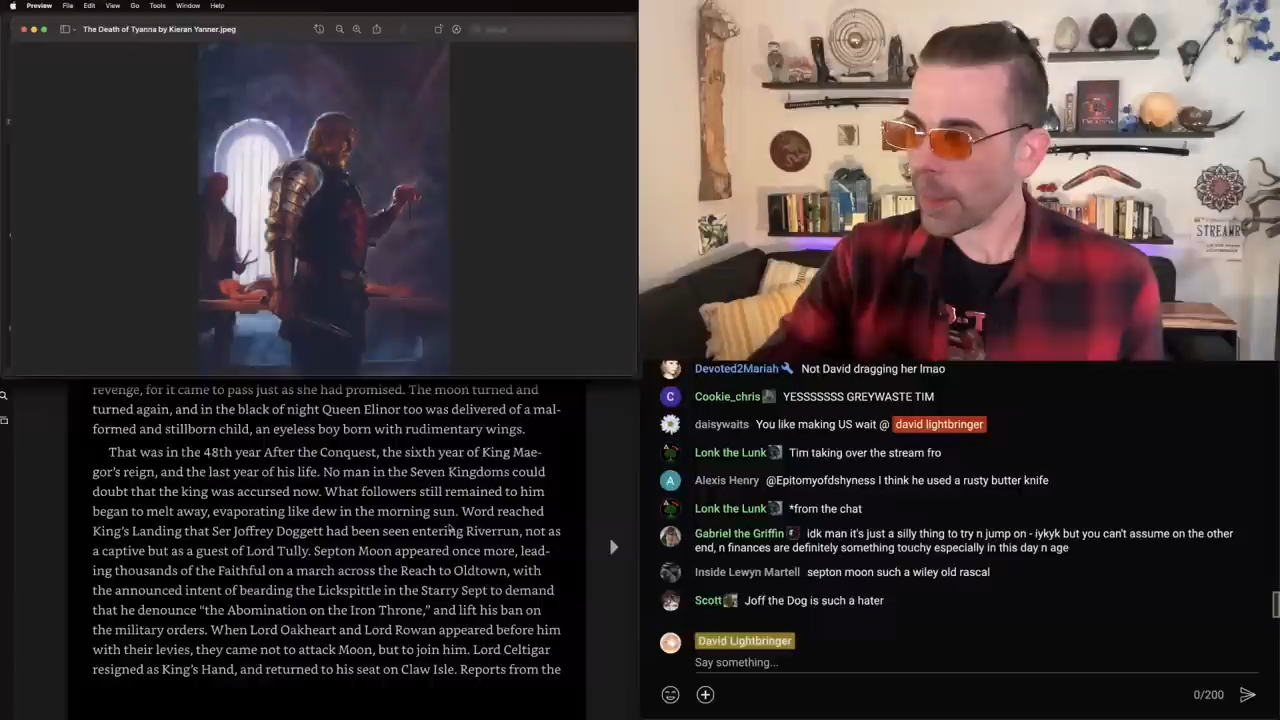 Preview File Edit View Go Tools Window Help
The Death of Tyanna by Kieran Yanner.jpeg
revenge, for it came to pass just as she had promised. The moon turned and
turned again, and in the black of night Queen Elinor too was delivered of a mal-
formed and stillborn child, an eyeless boy born with rudimentary wings.
That was in the 48th year After the Conquest, the sixth year of King Mae-
gor's reign, and the last year of his life. No man in the Seven Kingdoms could
doubt that the king was accursed now. What followers still remained to him
began to melt away, evaporating like dew in the morning sun. Word reached
King's Landing that Ser Joffrey Doggett had been seen entering Riverrun, not as
a captive but as a guest of Lord Tully. Septon Moon appeared once more, lead-
ing thousands of the Faithful on a march across the Reach to Oldtown, with
the announced intent of bearding the Lickspittle in the Starry Sept to demand
that he denounce “the Abomination on the Iron Throne,” and lift his ban on
the military orders. When Lord Oakheart and Lord Rowan appeared before him
with their levies, they came not to attack Moon, but to join him. Lord Celtigar
resigned as King's Hand, and returned to his seat on Claw Isle. Reports from the
STREAMR
Devoted2Mariah Not David dragging her lmao
C Cookie_chris YESSSSSSS GREYWASTE TIM
daisywaits You like making US wait @ david lightbringer
Lonk the Lunk Tim taking over the stream fro
A Alexis Henry @Epitomyofdshyness I think he used a rusty butter knife
Lonk the Lunk *from the chat
Gabriel the Griffin idk man it's just a silly thing to try n jump on - iykyk but you can't assume on the other
end, n finances are definitely something touchy especially in this day n age
Inside Lewyn Martell septon moon such a wiley old rascal
Scott Joff the Dog is such a hater
David Lightbringer
Say something...
0/200